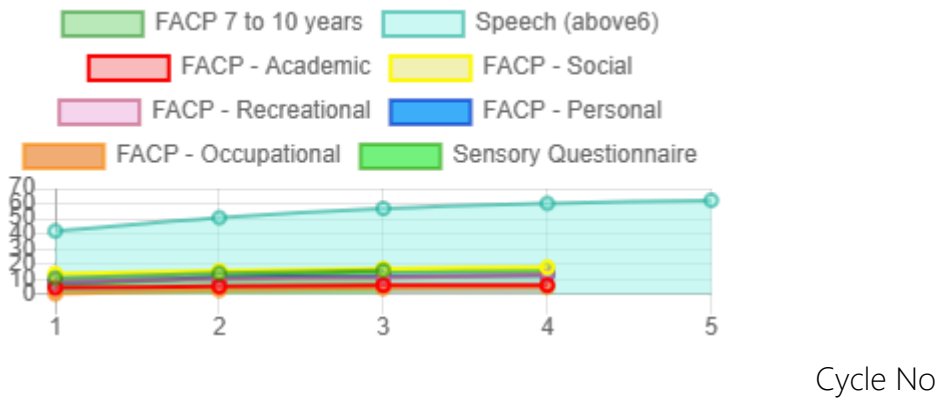 FACP 7 to 10 years Speech (above6)
FACP - Academic FACP - Social
FACP - Recreational FACP - Personal
FACP - Occupational Sensory Questionnaire
70
60
50
40
30
20
10
0
1 2 3 4 5
Cycle No